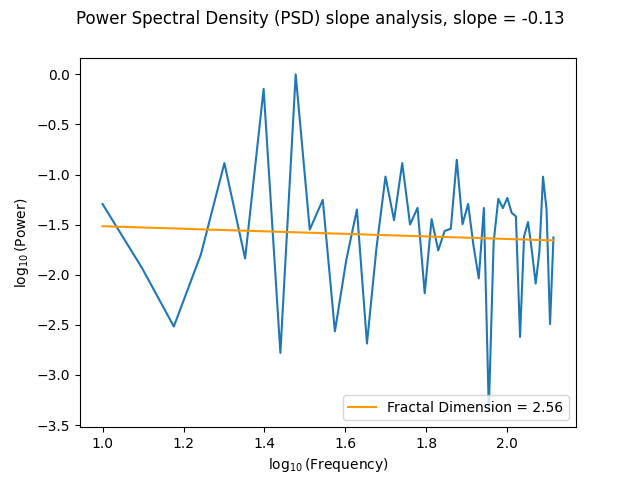 Power Spectral Density (PSD) slope analysis, slope = -0.13
0.0
−0.5
−1.0
−1.5
−2.0
−2.5
−3.0
−3.5
log₁₀ (Power)
Fractal Dimension = 2.56
1.0 1.2 1.4 1.6 1.8 2.0
log₁₀ (Frequency)